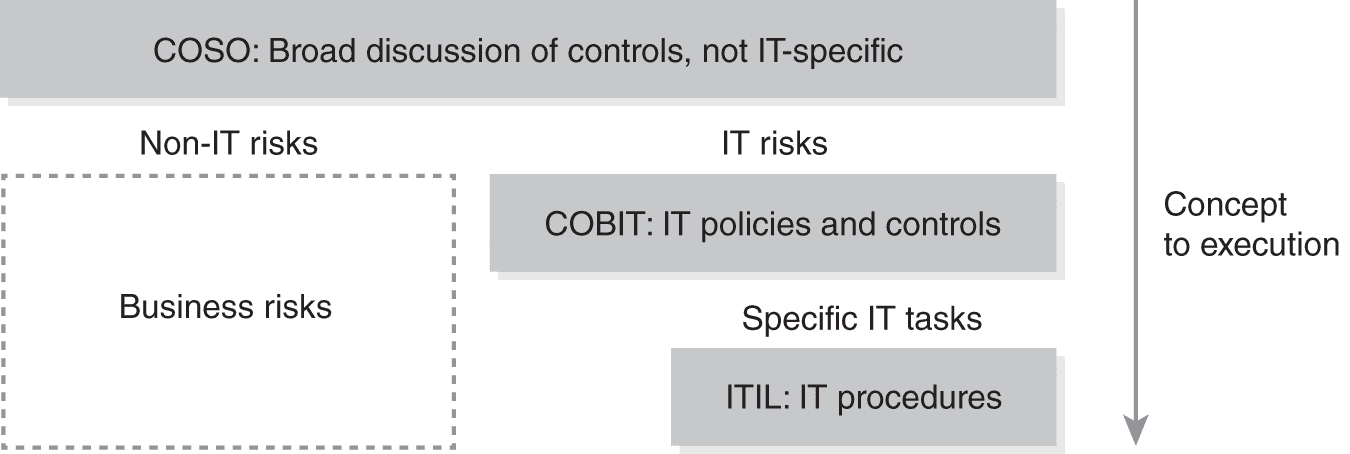 COSO: Broad discussion of controls, not IT-specific
Non-IT risks
IT risks
Business risks
COBIT: IT policies and controls
Specific IT tasks
ITIL: IT procedures
Concept
to execution